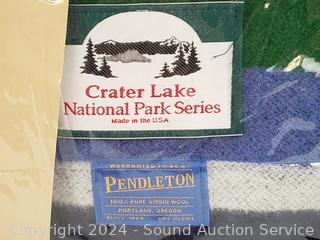 Crater Lake
National Park Series
Made in the U.S.A
WARRANTED TO BE A
PENDLETON
100% PURE VIRGIN WOOL
PORTLAND, OREGON
SINCE 1863 DRY CLEAN
Copyright 2024 - Sound Auction Service